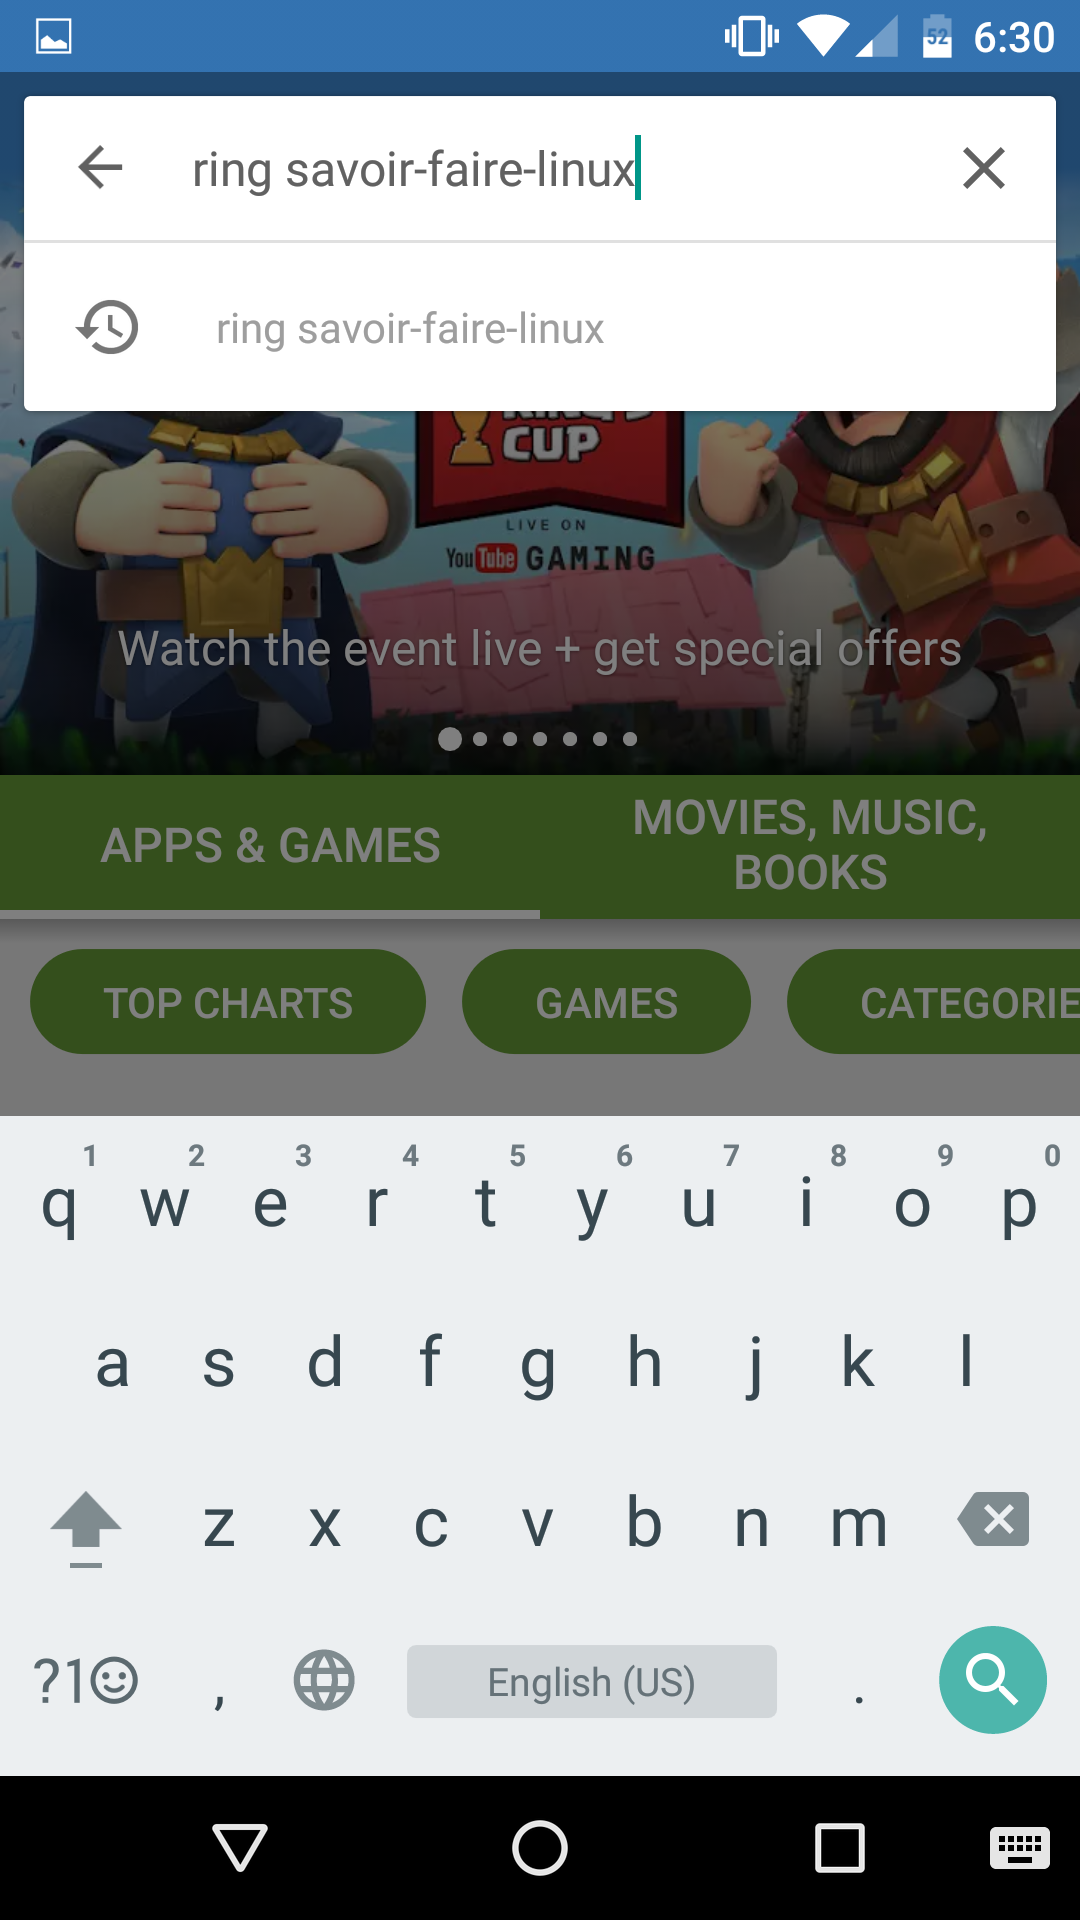 52 6:30
ring savoir-faire-linux
ring savoir-faire-linux
CUP
LIVE ON
YouTube GAMING
Watch the event live + get special offers
APPS & GAMES
MOVIES, MUSIC,
BOOKS
TOP CHARTS GAMES CATEGORIE
1 2 3 4 5 6 7 8 9 0
q w e r t y u i o p
a s d f g h j k l
z x c v b n m
?1 , English (US) .